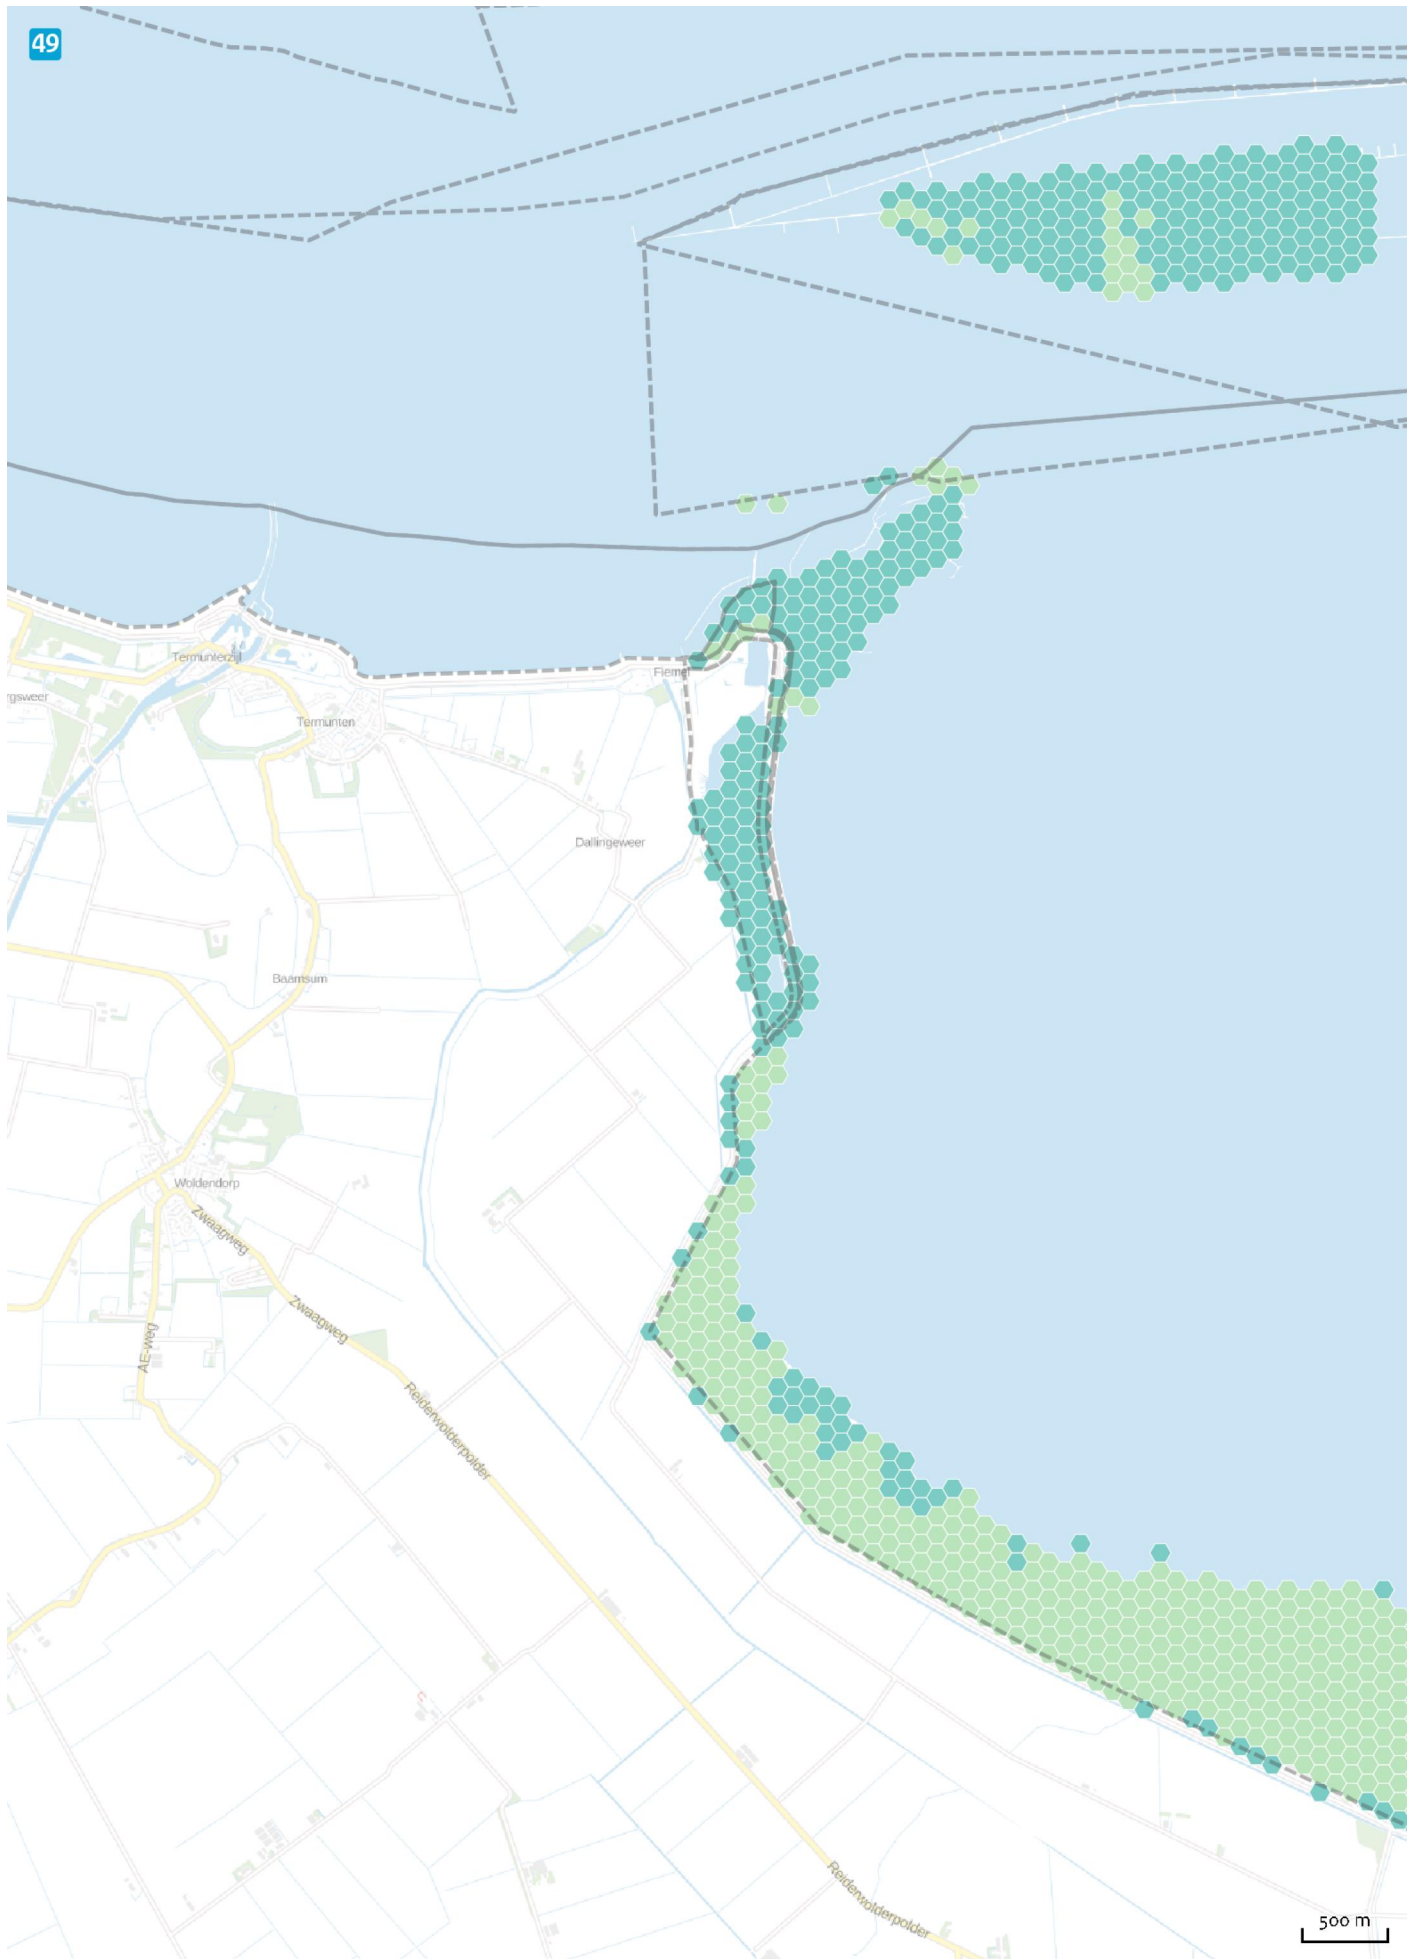 49
Termunterzijl
Fiemel
rgsweer
Termunten
Dallingeweer
Baamsum
Woldendorp
Zwaagweg
Zwaagweg
AE-weg
Reiderwolderpolder
Reiderwolderpolder
500 m